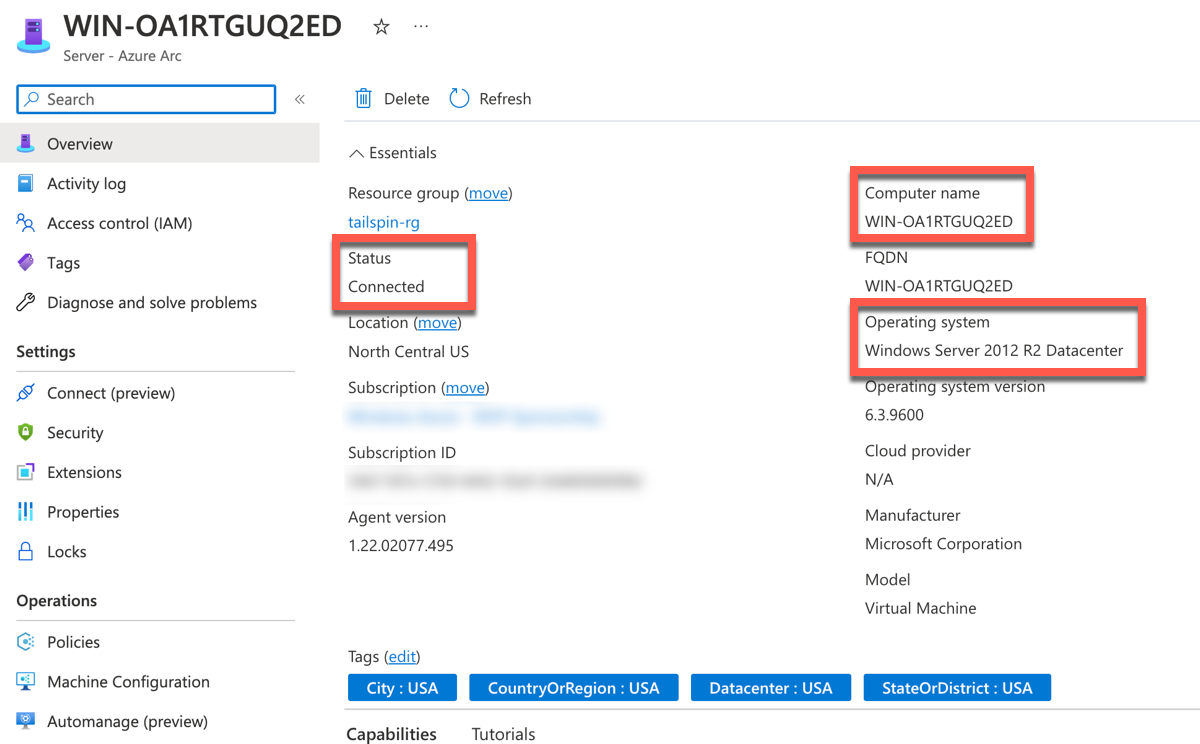 WIN-OA1RTGUQ2ED
Server - Azure Arc
Search
Overview
Activity log
Access control (IAM)
Tags
Diagnose and solve problems
Settings
Connect (preview)
Security
Extensions
Properties
Locks
Operations
Policies
Machine Configuration
Automanage (preview)
Delete
Refresh
Essentials
Resource group (move)
tailspin-rg
Status
Connected
Location (move)
North Central US
Subscription (move)
Subscription ID
Agent version
1.22.02077.495
Computer name
WIN-OA1RTGUQ2ED
FQDN
WIN-OA1RTGUQ2ED
Operating system
Windows Server 2012 R2 Datacenter
Operating system version
6.3.9600
Cloud provider
N/A
Manufacturer
Microsoft Corporation
Model
Virtual Machine
Tags (edit)
City : USA
CountryOrRegion : USA
Datacenter : USA
StateOrDistrict : USA
Capabilities
Tutorials